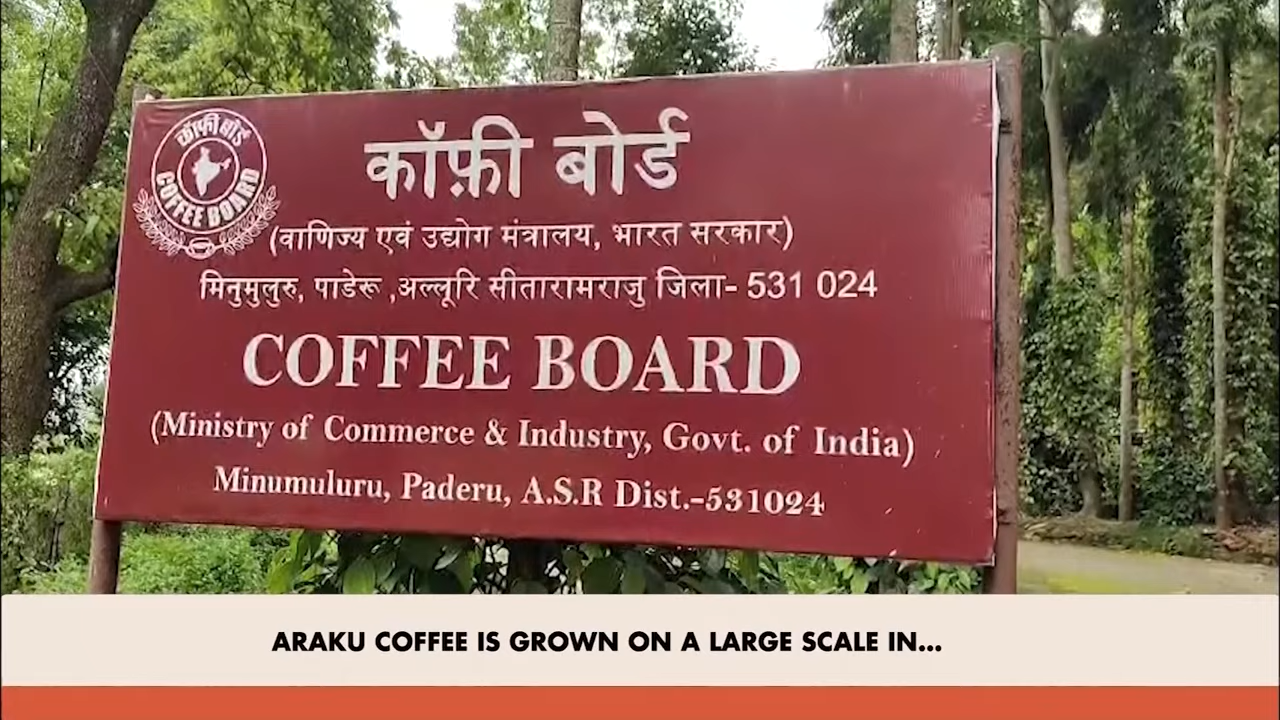 कॉफ़ी बोर्ड
COFFEE BOARD
कॉफ़ी बोर्ड
(वाणिज्य एवं उद्योग मंत्रालय, भारत सरकार)
मिनुमुलुरु, पाडेरू ,अल्लूरि सीतारामराजु जिला- 531 024
COFFEE BOARD
(Ministry of Commerce & Industry, Govt. of India)
Minumuluru, Paderu, A.S.R Dist.-531024
ARAKU COFFEE IS GROWN ON A LARGE SCALE IN...